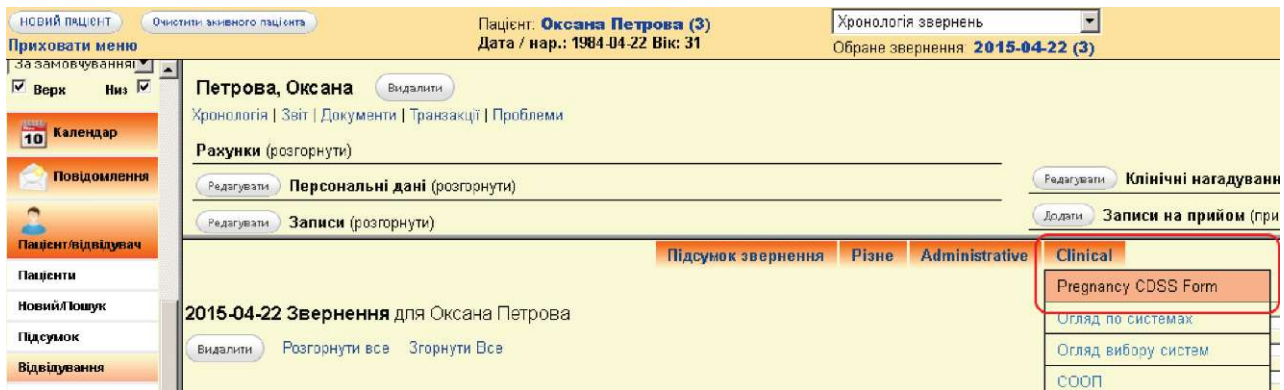 НОВИЙ ПАЦІЄНТ
Очистити акивного пацієнта
Приховати меню
Пацієнт: Оксана Петрова (3)
Дата / нар.: 1984-04-22 Вік: 31
Хронологія звернень
Обране звернення: 2015-04-22 (3)
За замовчування
Верх Низ
Календар
Повідомлення
Пацієнт/відвідувач
Пацієнти
Новий/Пошук
Підсумок
Відвідування
Петрова, Оксана Видалити
Хронологія | Звіт | Документи | Транзакції | Проблеми
Рахунки (розгорнути)
Редагувати Персональні дані (розгорнути)
Редагувати Клінічні нагадуванн
Редагувати Записи (розгорнути)
Додати Записи на прийом (при
Підсумок звернення Різне Administrative Clinical
Pregnancy CDSS Form
Огляд по системах
Огляд вибору систем
СООП
2015-04-22 Звернення для Оксана Петрова
Видалити Розгорнути все Згорнути Все